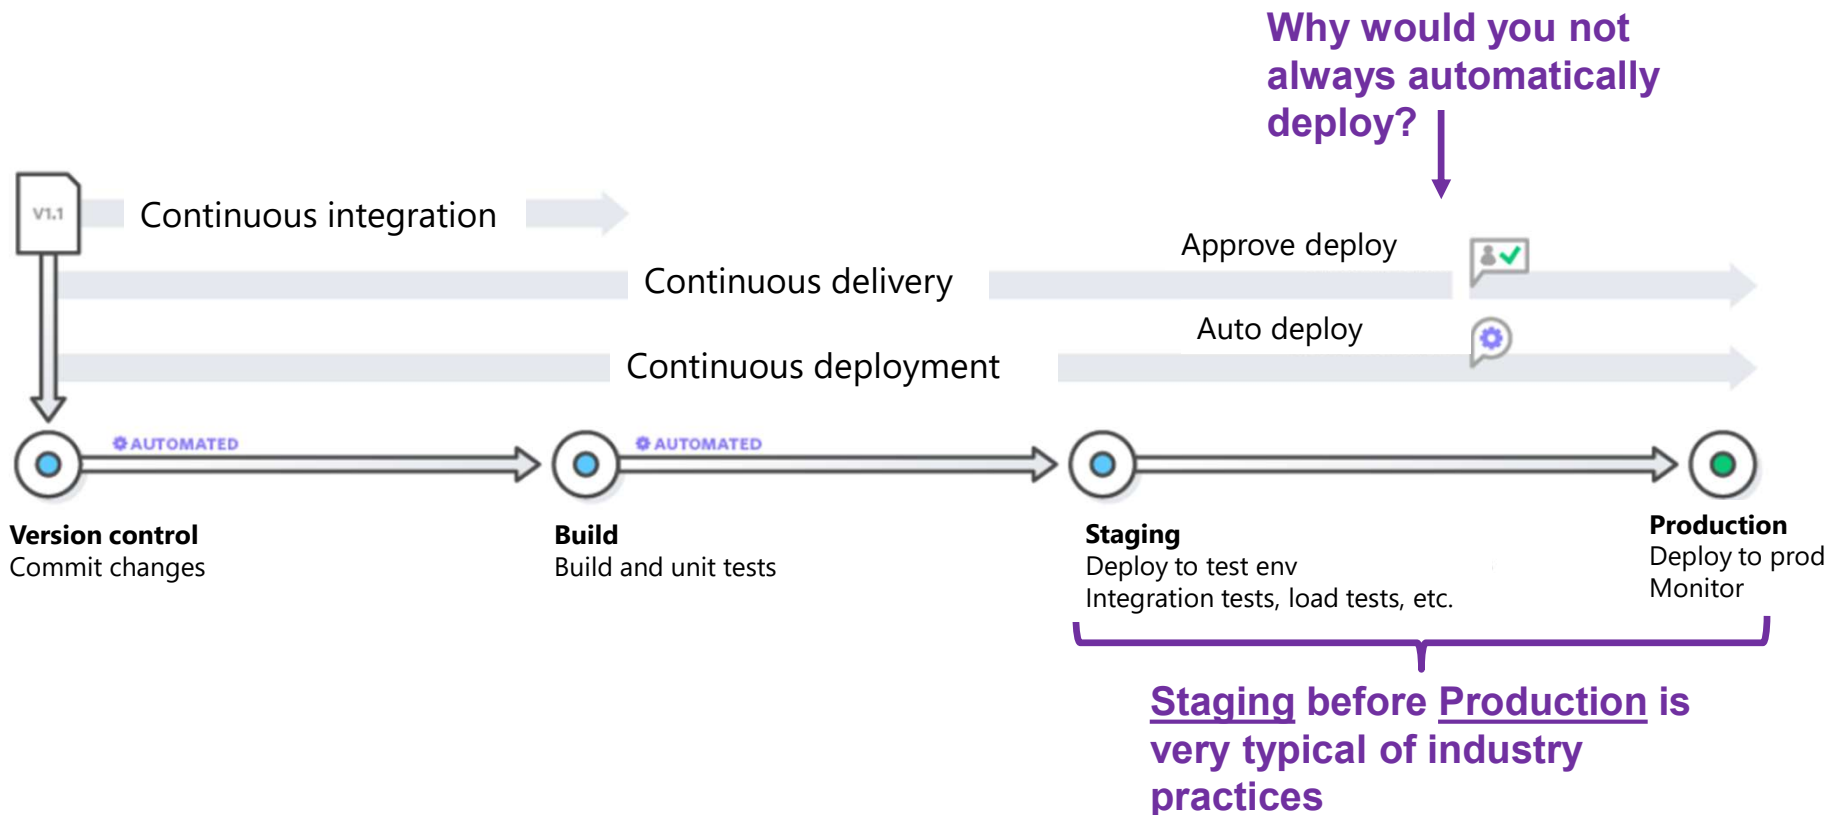 Why would you not
always automatically
deploy?
V1.1
Continuous integration
Approve deploy
Continuous delivery
Auto deploy
Continuous deployment
AUTOMATED
AUTOMATED
Version control
Commit changes
Build
Build and unit tests
Staging
Deploy to test env
Integration tests, load tests, etc.
Production
Deploy to prod
Monitor
Staging before Production is
very typical of industry
practices